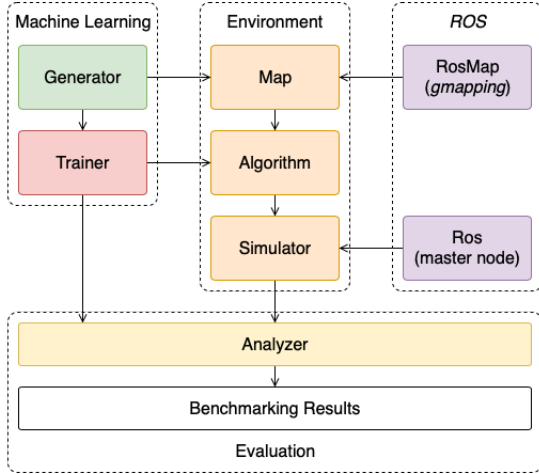 Machine Learning
Environment
ROS
Generator
Map
RosMap
(gmapping)
Trainer
Algorithm
Simulator
Ros
(master node)
Analyzer
Benchmarking Results
Evaluation